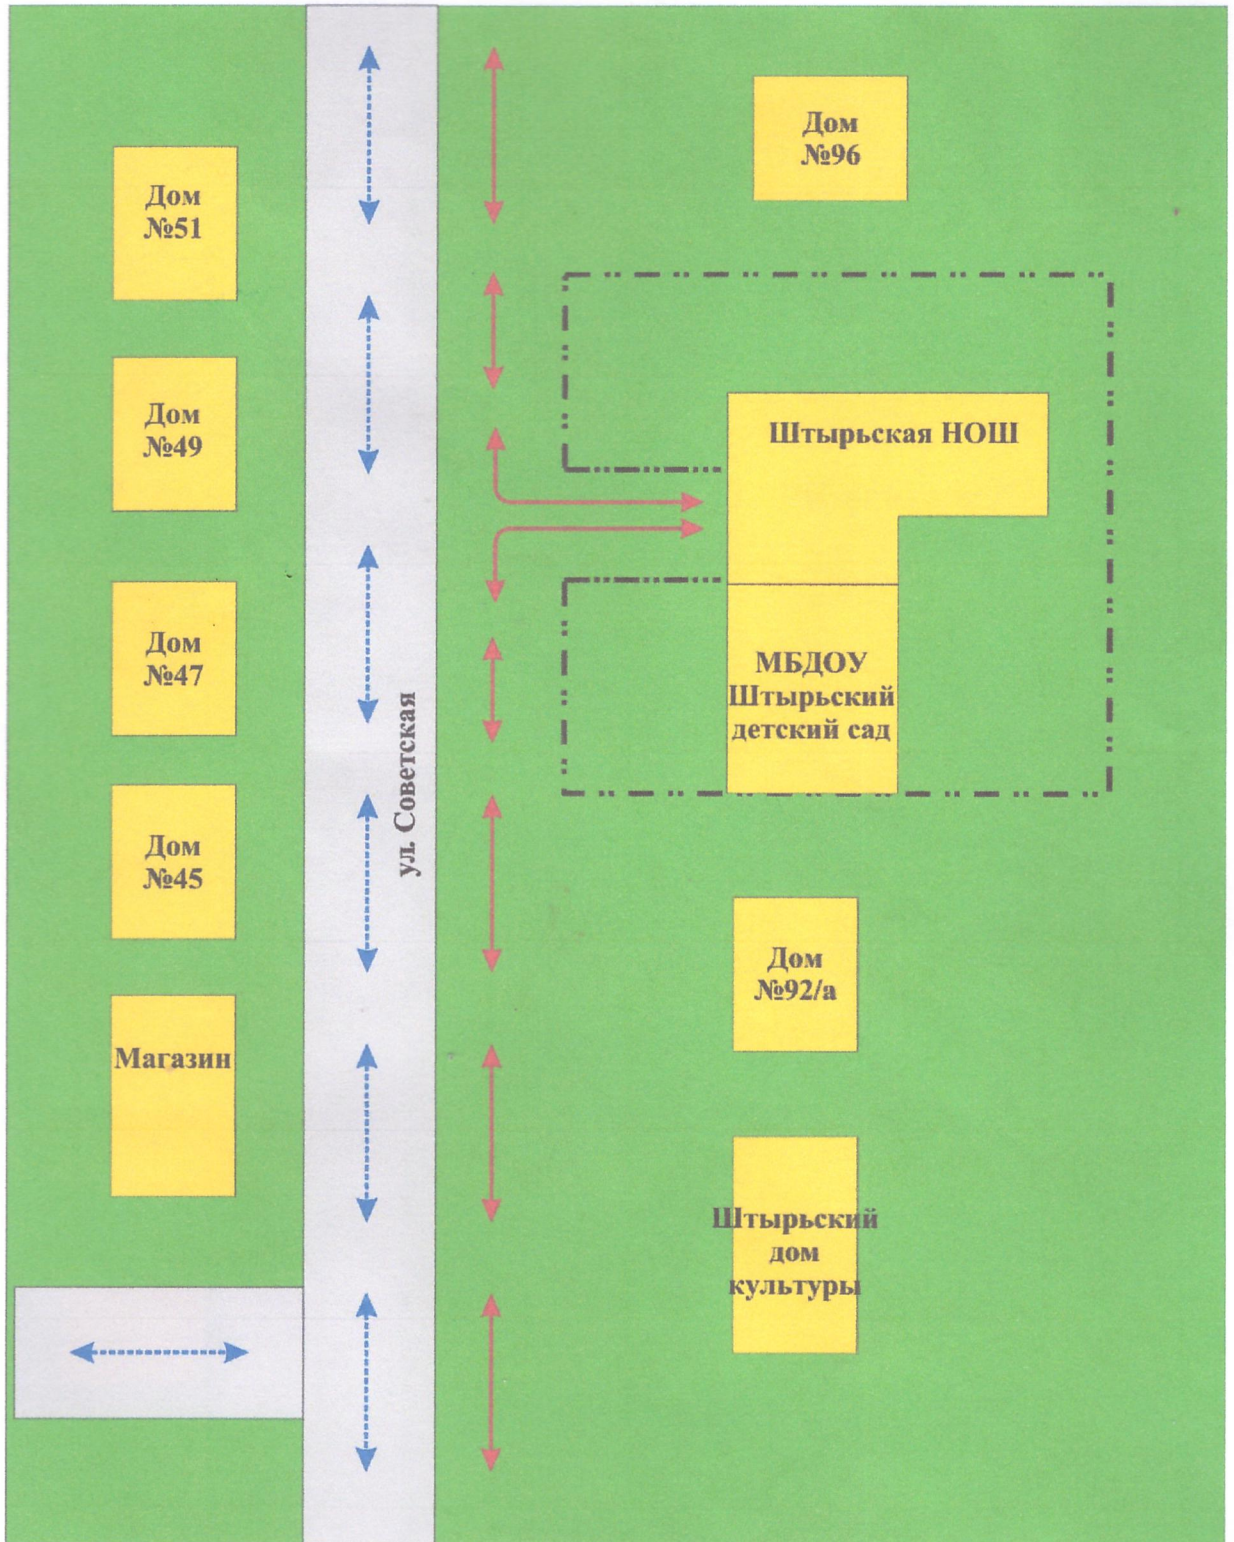 Дом
№96
Дом
№51
Дом
№49
Штырьская НОШ
Дом
№47
МБДОУ
Штырьский
детский сад
ул. Советская
Дом
№45
Дом
№92/а
Магазин
Штырьский
дом
культуры